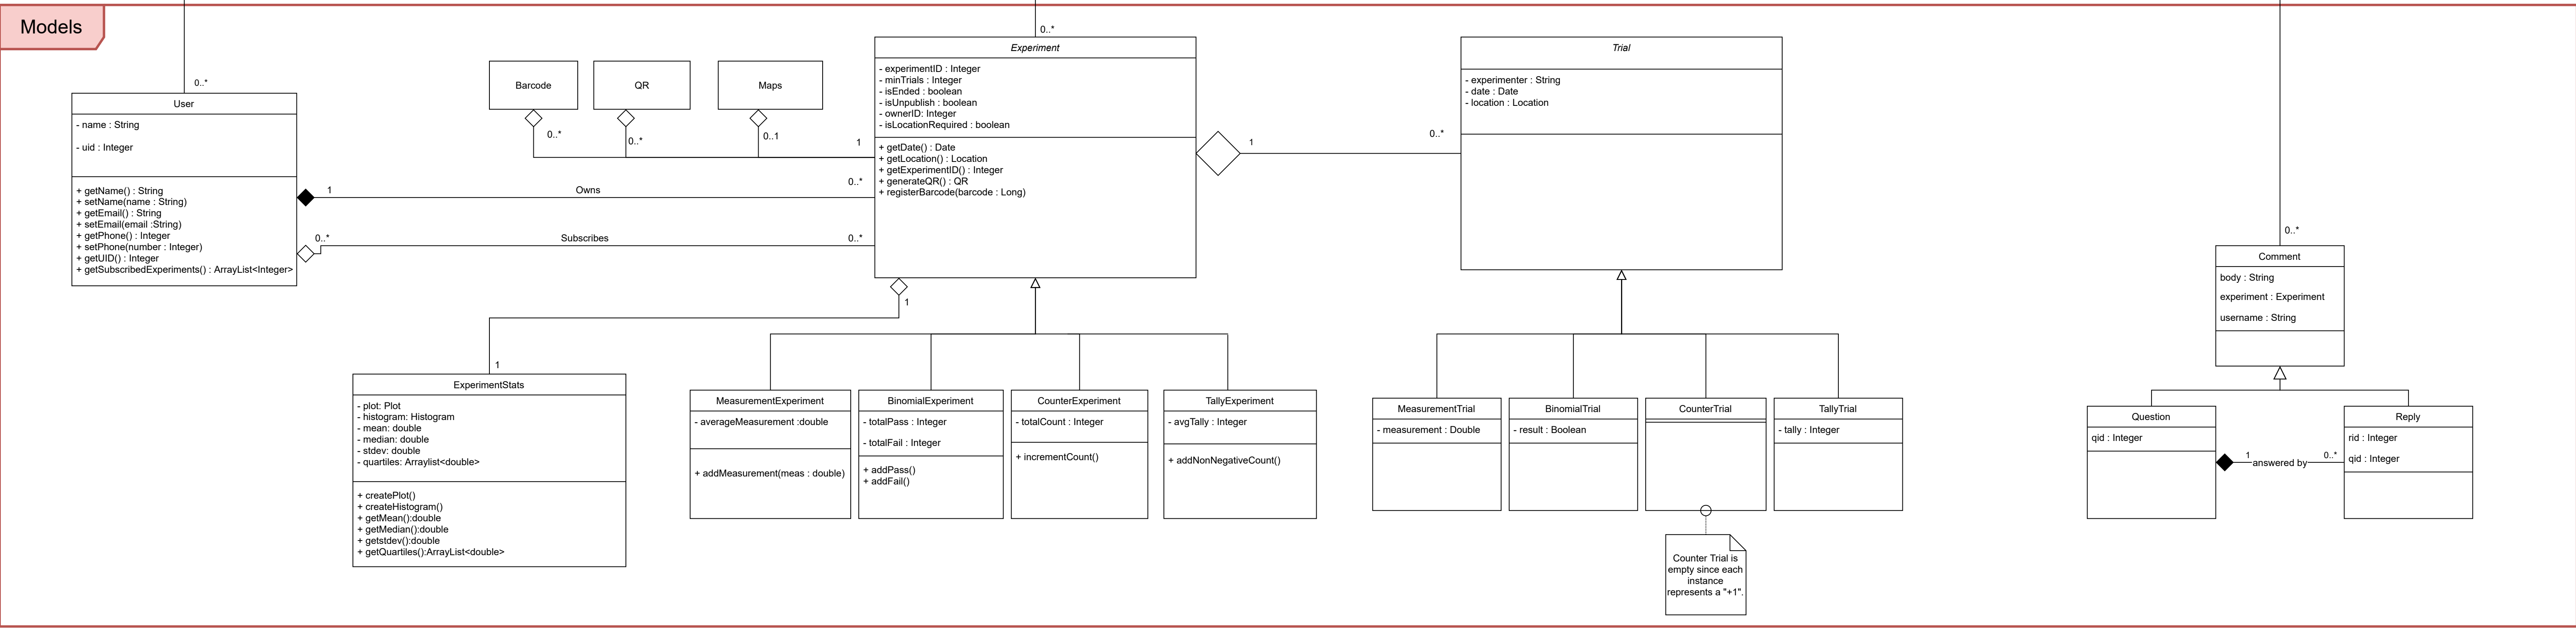 Models
0..*
User
- name : String
- uid : Integer
+ getName() : String
+ setName(name : String)
+ getEmail() : String
+ setEmail(email :String)
+ getPhone() : Integer
+ setPhone(number : Integer)
+ getUID() : Integer
+ getSubscribedExperiments() : ArrayList<Integer>
Barcode
QR
Maps
0..*
0..*
0..1
1
1
Owns
0..*
0..*
Subscribes
0..*
0..*
Experiment
- experimentID : Integer
- minTrials : Integer
- isEnded : boolean
- isUnpublish : boolean
- ownerID: Integer
- isLocationRequired : boolean
+ getDate() : Date
+ getLocation() : Location
+ getExperimentID() : Integer
+ generateQR() : QR
+ registerBarcode(barcode : Long)
1
0..*
Trial
- experimenter : String
- date : Date
- location : Location
1
1
ExperimentStats
- plot: Plot
- histogram: Histogram
- mean: double
- median: double
- stdev: double
- quartiles: Arraylist<double>
+ createPlot()
+ createHistogram()
+ getMean():double
+ getMedian():double
+ getstdev():double
+ getQuartiles():ArrayList<double>
MeasurementExperiment
- averageMeasurement :double
+ addMeasurement(meas : double)
BinomialExperiment
- totalPass : Integer
- totalFail : Integer
+ addPass()
+ addFail()
CounterExperiment
- totalCount : Integer
+ incrementCount()
TallyExperiment
- avgTally : Integer
+ addNonNegativeCount()
MeasurementTrial
- measurement : Double
BinomialTrial
- result : Boolean
CounterTrial
TallyTrial
- tally : Integer
Counter Trial is
empty since each
instance
represents a "+1".
0..*
Comment
body : String
experiment : Experiment
username : String
Question
qid : Integer
1
answered by
0..*
Reply
rid : Integer
qid : Integer